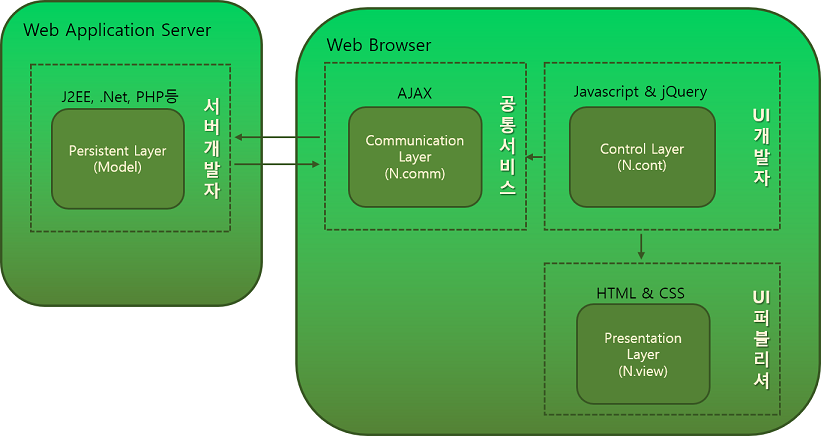 Web Application Server
J2EE, .Net, PHP등
Persistent Layer
(Model)
서버개발자
Web Browser
AJAX
Communication
Layer
(N.comm)
공통서비스
Javascript & jQuery
Control Layer
(N.cont)
UI개발자
HTML & CSS
Presentation
Layer
(N.view)
UI퍼블리셔